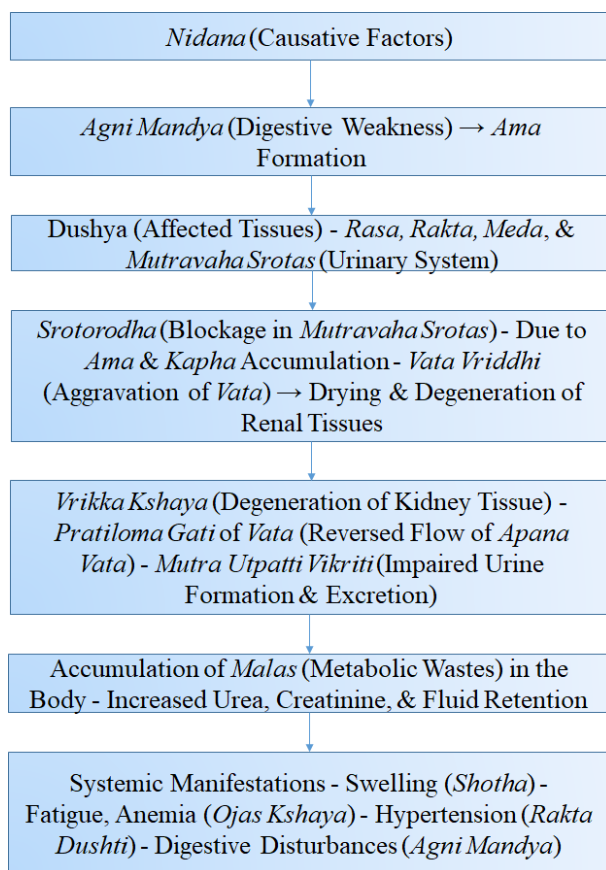 Nidana (Causative Factors)
Agni Mandya (Digestive Weakness) → Ama
Formation
Dushya (Affected Tissues) - Rasa, Rakta, Meda, &
Mutravaha Srotas (Urinary System)
Srotorodha (Blockage in Mutravaha Srotas) - Due to
Ama & Kapha Accumulation - Vata Vriddhi
(Aggravation of Vata) → Drying & Degeneration of
Renal Tissues
Vrikka Kshaya (Degeneration of Kidney Tissue) -
Pratiloma Gati of Vata (Reversed Flow of Apana
Vata) - Mutra Utpatti Vikriti (Impaired Urine
Formation & Excretion)
Accumulation of Malas (Metabolic Wastes) in the
Body - Increased Urea, Creatinine, & Fluid Retention
Systemic Manifestations - Swelling (Shotha) -
Fatigue, Anemia (Ojas Kshaya) - Hypertension (Rakta
Dushti) - Digestive Disturbances (Agni Mandya)